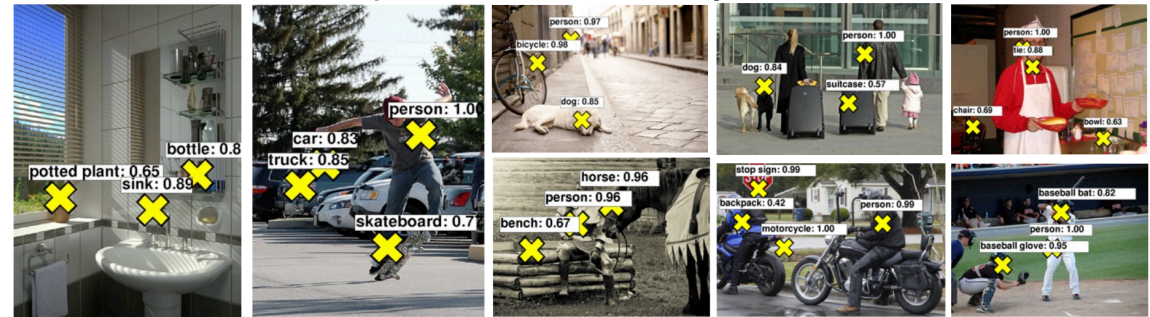 potted plant: 0.65
sink: 0.89
bottle: 0.8
person: 1.00
car: 0.83
truck: 0.85
skateboard: 0.7
person: 0.97
bicycle: 0.98
dog: 0.85
horse: 0.96
person: 0.96
bench: 0.67
person: 1.00
dog: 0.84
suitcase: 0.57
stop sign: 0.99
backpack: 0.42
person: 0.99
motorcycle: 1.00
person: 1.00
tie: 0.88
chair: 0.69
bowl: 0.63
baseball bat: 0.82
person: 1.00
baseball glove: 0.95